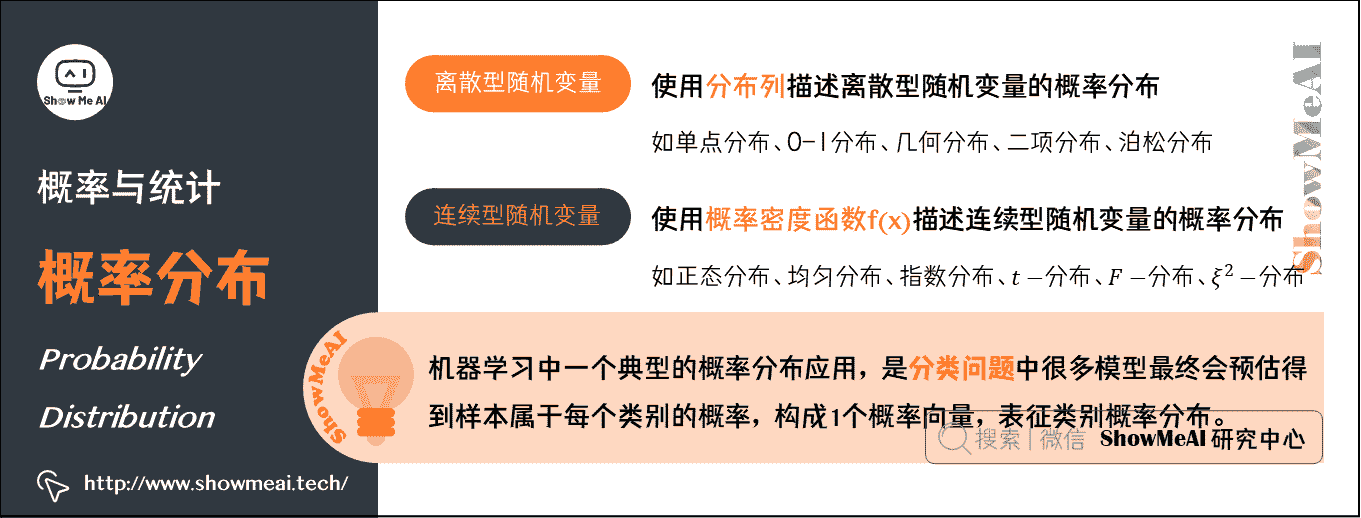 Show Me AI
概率与统计
概率分布
Probability
Distribution
http://www.showmeai.tech/
离散型随机变量
使用分布列描述离散型随机变量的概率分布
如单点分布、0-1分布、几何分布、二项分布、泊松分布
连续型随机变量
使用概率密度函数f(x)描述连续型随机变量的概率分布
如正态分布、均匀分布、指数分布、t-分布、F-分布、ξ²-分布
ShowMeAI
ShowMeAI
机器学习中一个典型的概率分布应用，是分类问题中很多模型最终会预估得
到样本属于每个类别的概率，构成1个概率向量，表征类别概率分布。
搜索 | 微信 ShowMeAI 研究中心